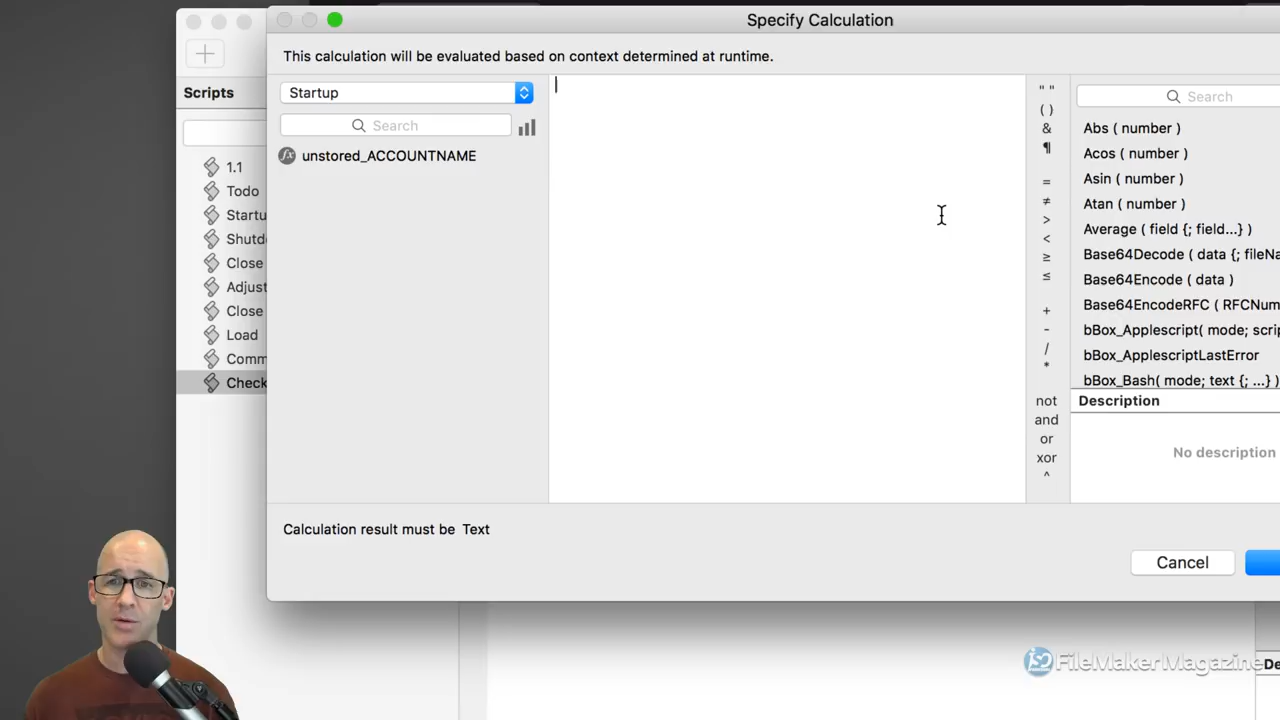 Specify Calculation
This calculation will be evaluated based on context determined at runtime.
Scripts
1.1
Todo
Startu
Shutd
Close
Adjust
Close
Load
Comm
Check
Startup
Search
unstored_ACCOUNTNAME
" "
( )
&
¶
=
≠
>
<
≥
≤
+
-
/
*
not
and
or
xor
^
Search
Abs ( number )
Acos ( number )
Asin ( number )
Atan ( number )
Average ( field {; field...} )
Base64Decode ( data {; fileNa
Base64Encode ( data )
Base64EncodeRFC ( RFCNum
bBox_Applescript( mode; scri
bBox_ApplescriptLastError
bBox_Bash( mode; text {; ...} )
Description
No description
Calculation result must be Text
Cancel
FileMakerMagazine
De